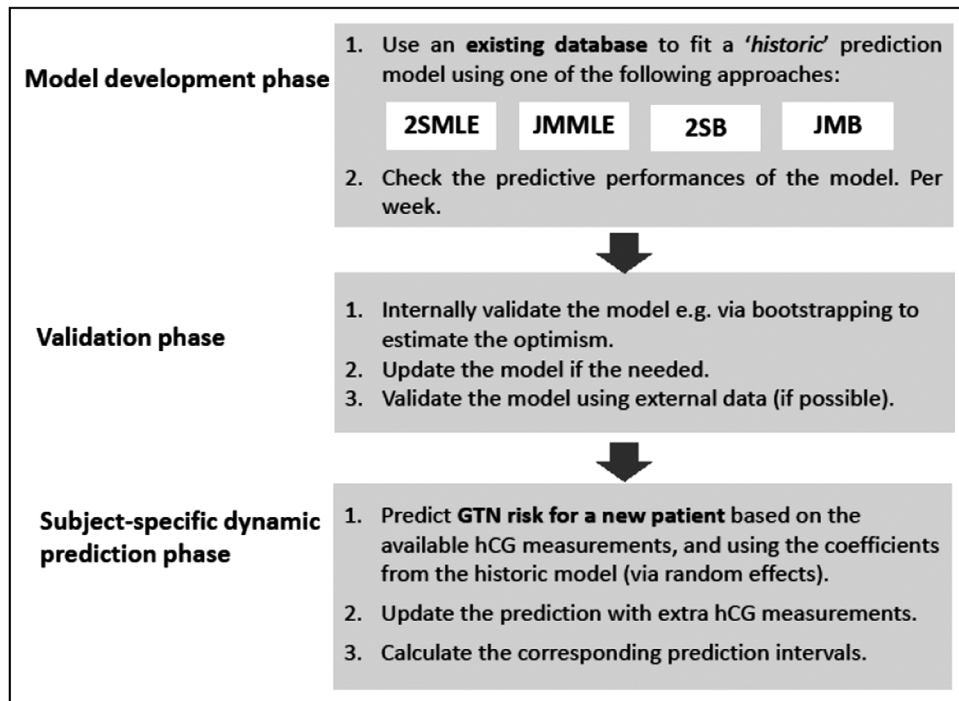 Model development phase
1. Use an existing database to fit a ‘historic’ prediction
model using one of the following approaches:
2SMLE JMMLE 2SB JMB
2. Check the predictive performances of the model. Per
week.
Validation phase
1. Internally validate the model e.g. via bootstrapping to
estimate the optimism.
2. Update the model if the needed.
3. Validate the model using external data (if possible).
Subject-specific dynamic
prediction phase
1. Predict GTN risk for a new patient based on the
available hCG measurements, and using the coefficients
from the historic model (via random effects).
2. Update the prediction with extra hCG measurements.
3. Calculate the corresponding prediction intervals.